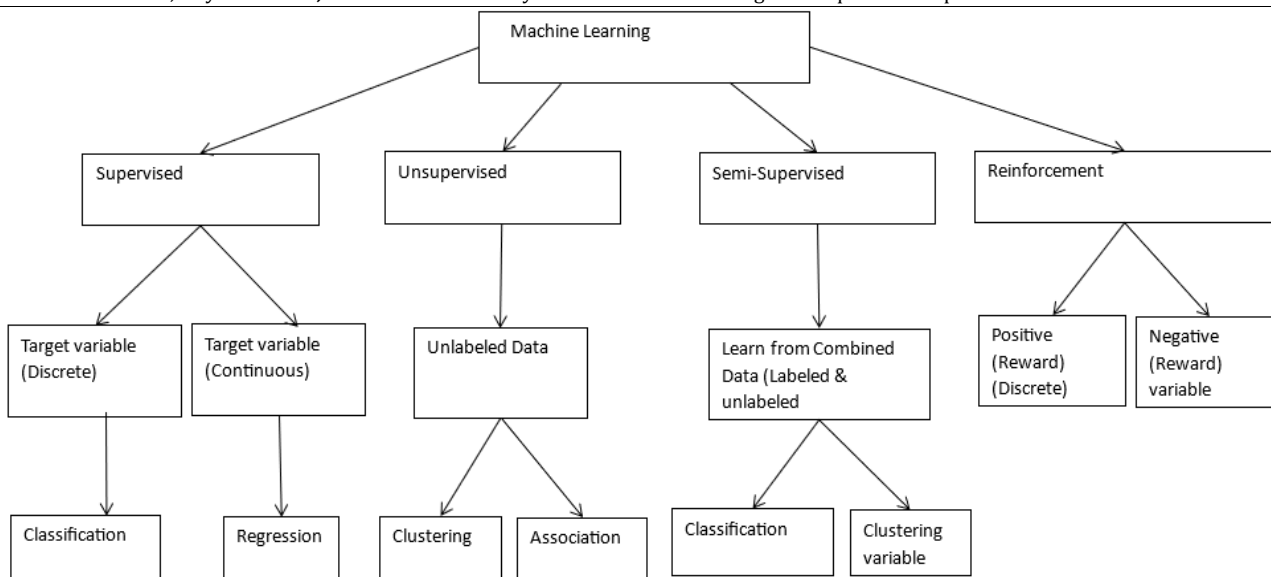 Machine Learning
Supervised
Unsupervised
Semi-Supervised
Reinforcement
Target variable
(Discrete)
Target variable
(Continuous)
Unlabeled Data
Learn from Combined
Data (Labeled &
unlabeled
Positive
(Reward)
(Discrete)
Negative
(Reward)
variable
Classification
Regression
Clustering
Association
Classification
Clustering
variable